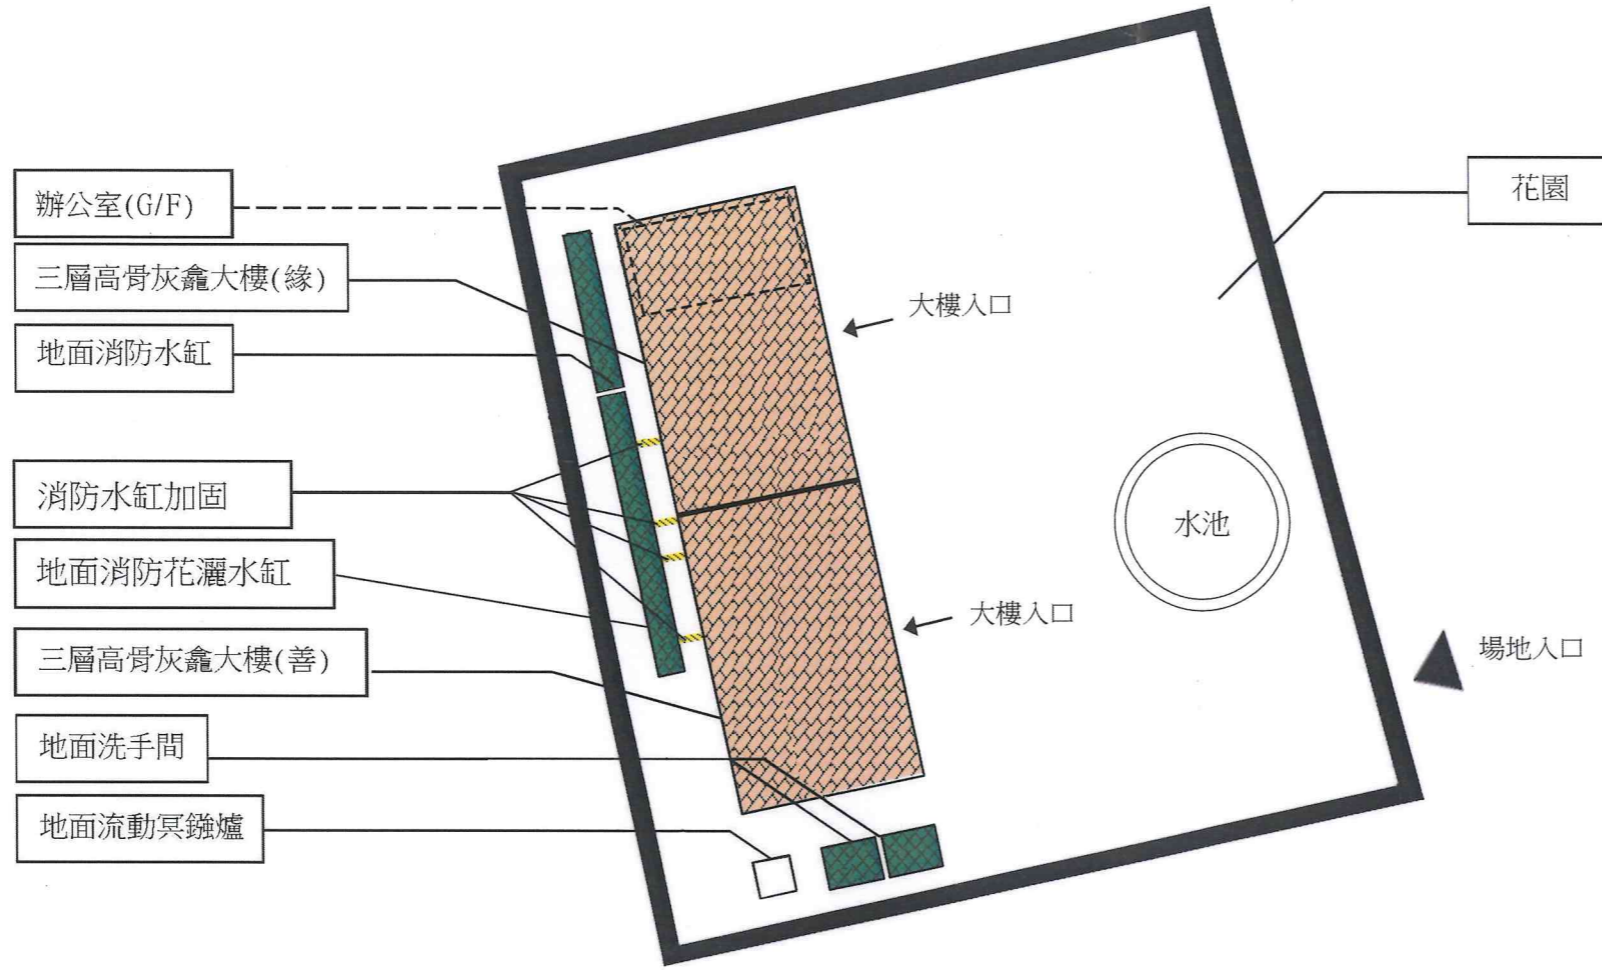 辦公室(G/F)
三層高骨灰龕大樓(緣)
地面消防水缸
消防水缸加固
地面消防花灑水缸
三層高骨灰龕大樓(善)
地面洗手間
地面流動冥鏹爐
大樓入口
大樓入口
水池
花園
場地入口